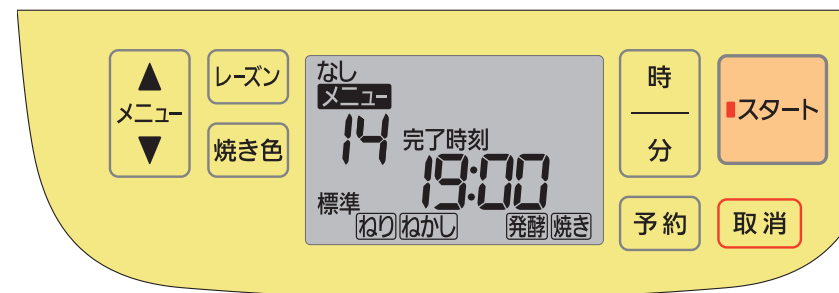 ▲
メニュー
▼
レーズン
焼き色
なし
メニュー
14
完了時刻
19:00
標準
ねり ねかし 発酵 焼き
時
分
予約
スタート
取消